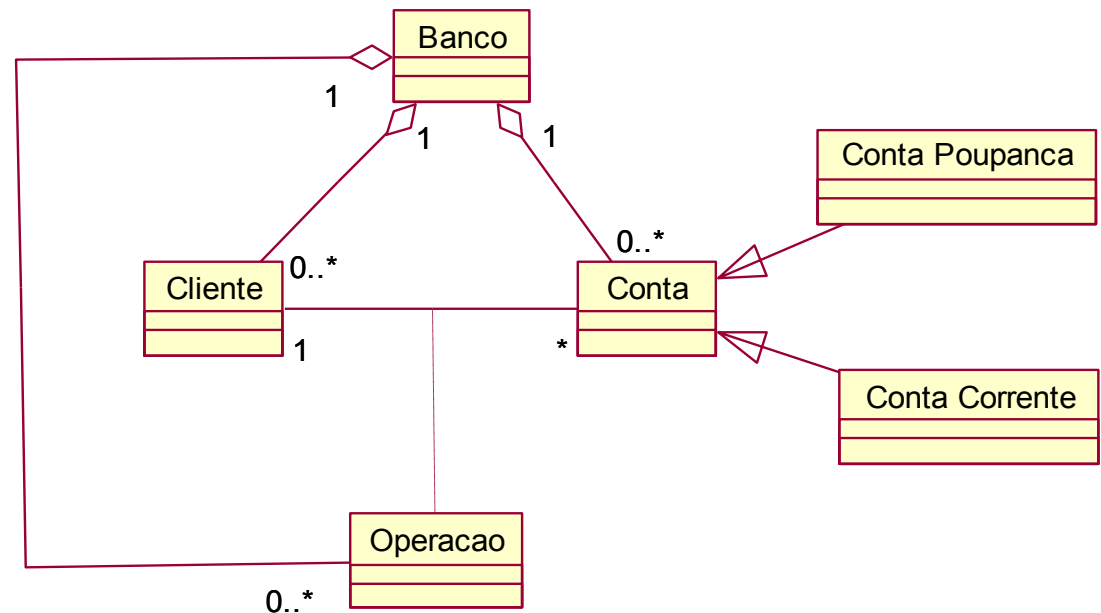 Banco
1
1
1
Conta Poupanca
0..*
0..*
Cliente
Conta
1
*
Conta Corrente
Operacao
0..*